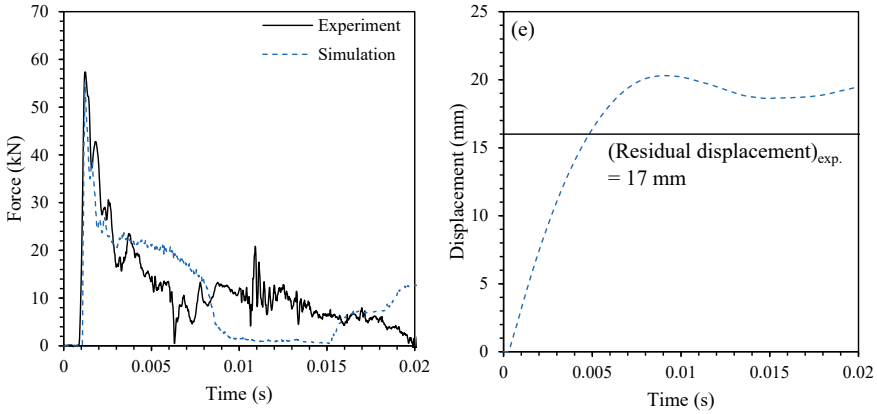 70
60
50
40
30
20
10
0
Force (kN)
Experiment
Simulation
0
0.005
0.01
0.015
0.02
Time (s)
(e)
25
20
15
10
5
0
Displacement (mm)
(Residual displacement)exp.
= 17 mm
0
0.005
0.01
0.015
0.02
Time (s)